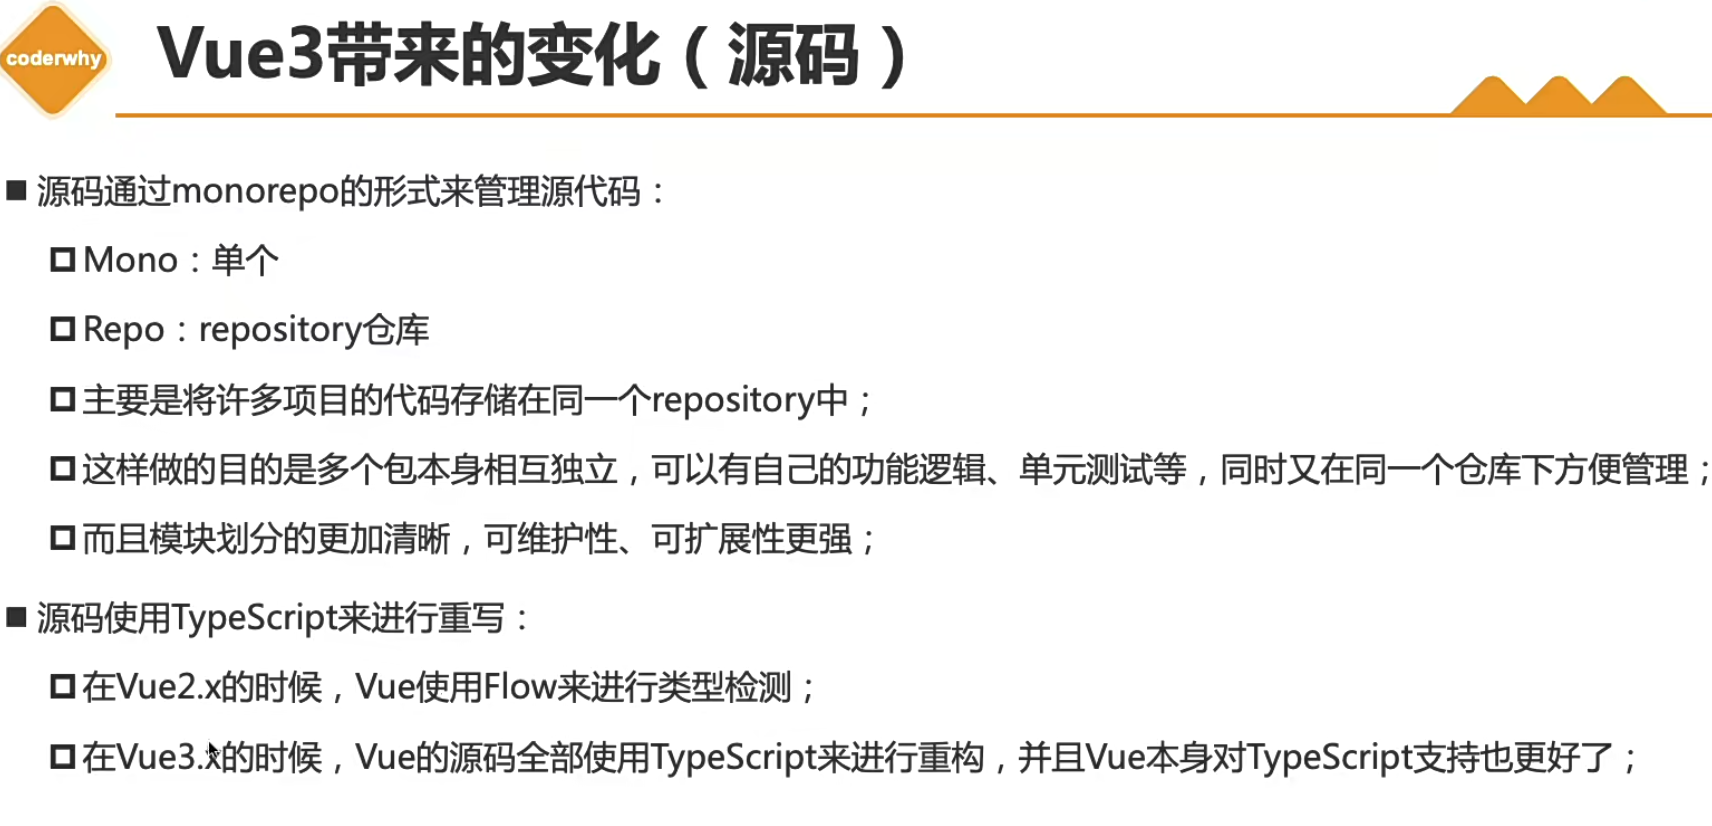 coderwhy
Vue3带来的变化（源码）
源码通过monorepo的形式来管理源代码：
Mono：单个
Repo：repository仓库
主要是将许多项目的代码存储在同一个repository中；
这样做的目的是多个包本身相互独立，可以有自己的功能逻辑、单元测试等，同时又在同一个仓库下方便管理；
而且模块划分的更加清晰，可维护性、可扩展性更强；
源码使用TypeScript来进行重写：
在Vue2.x的时候，Vue使用Flow来进行类型检测；
在Vue3.x的时候，Vue的源码全部使用TypeScript来进行重构，并且Vue本身对TypeScript支持也更好了；